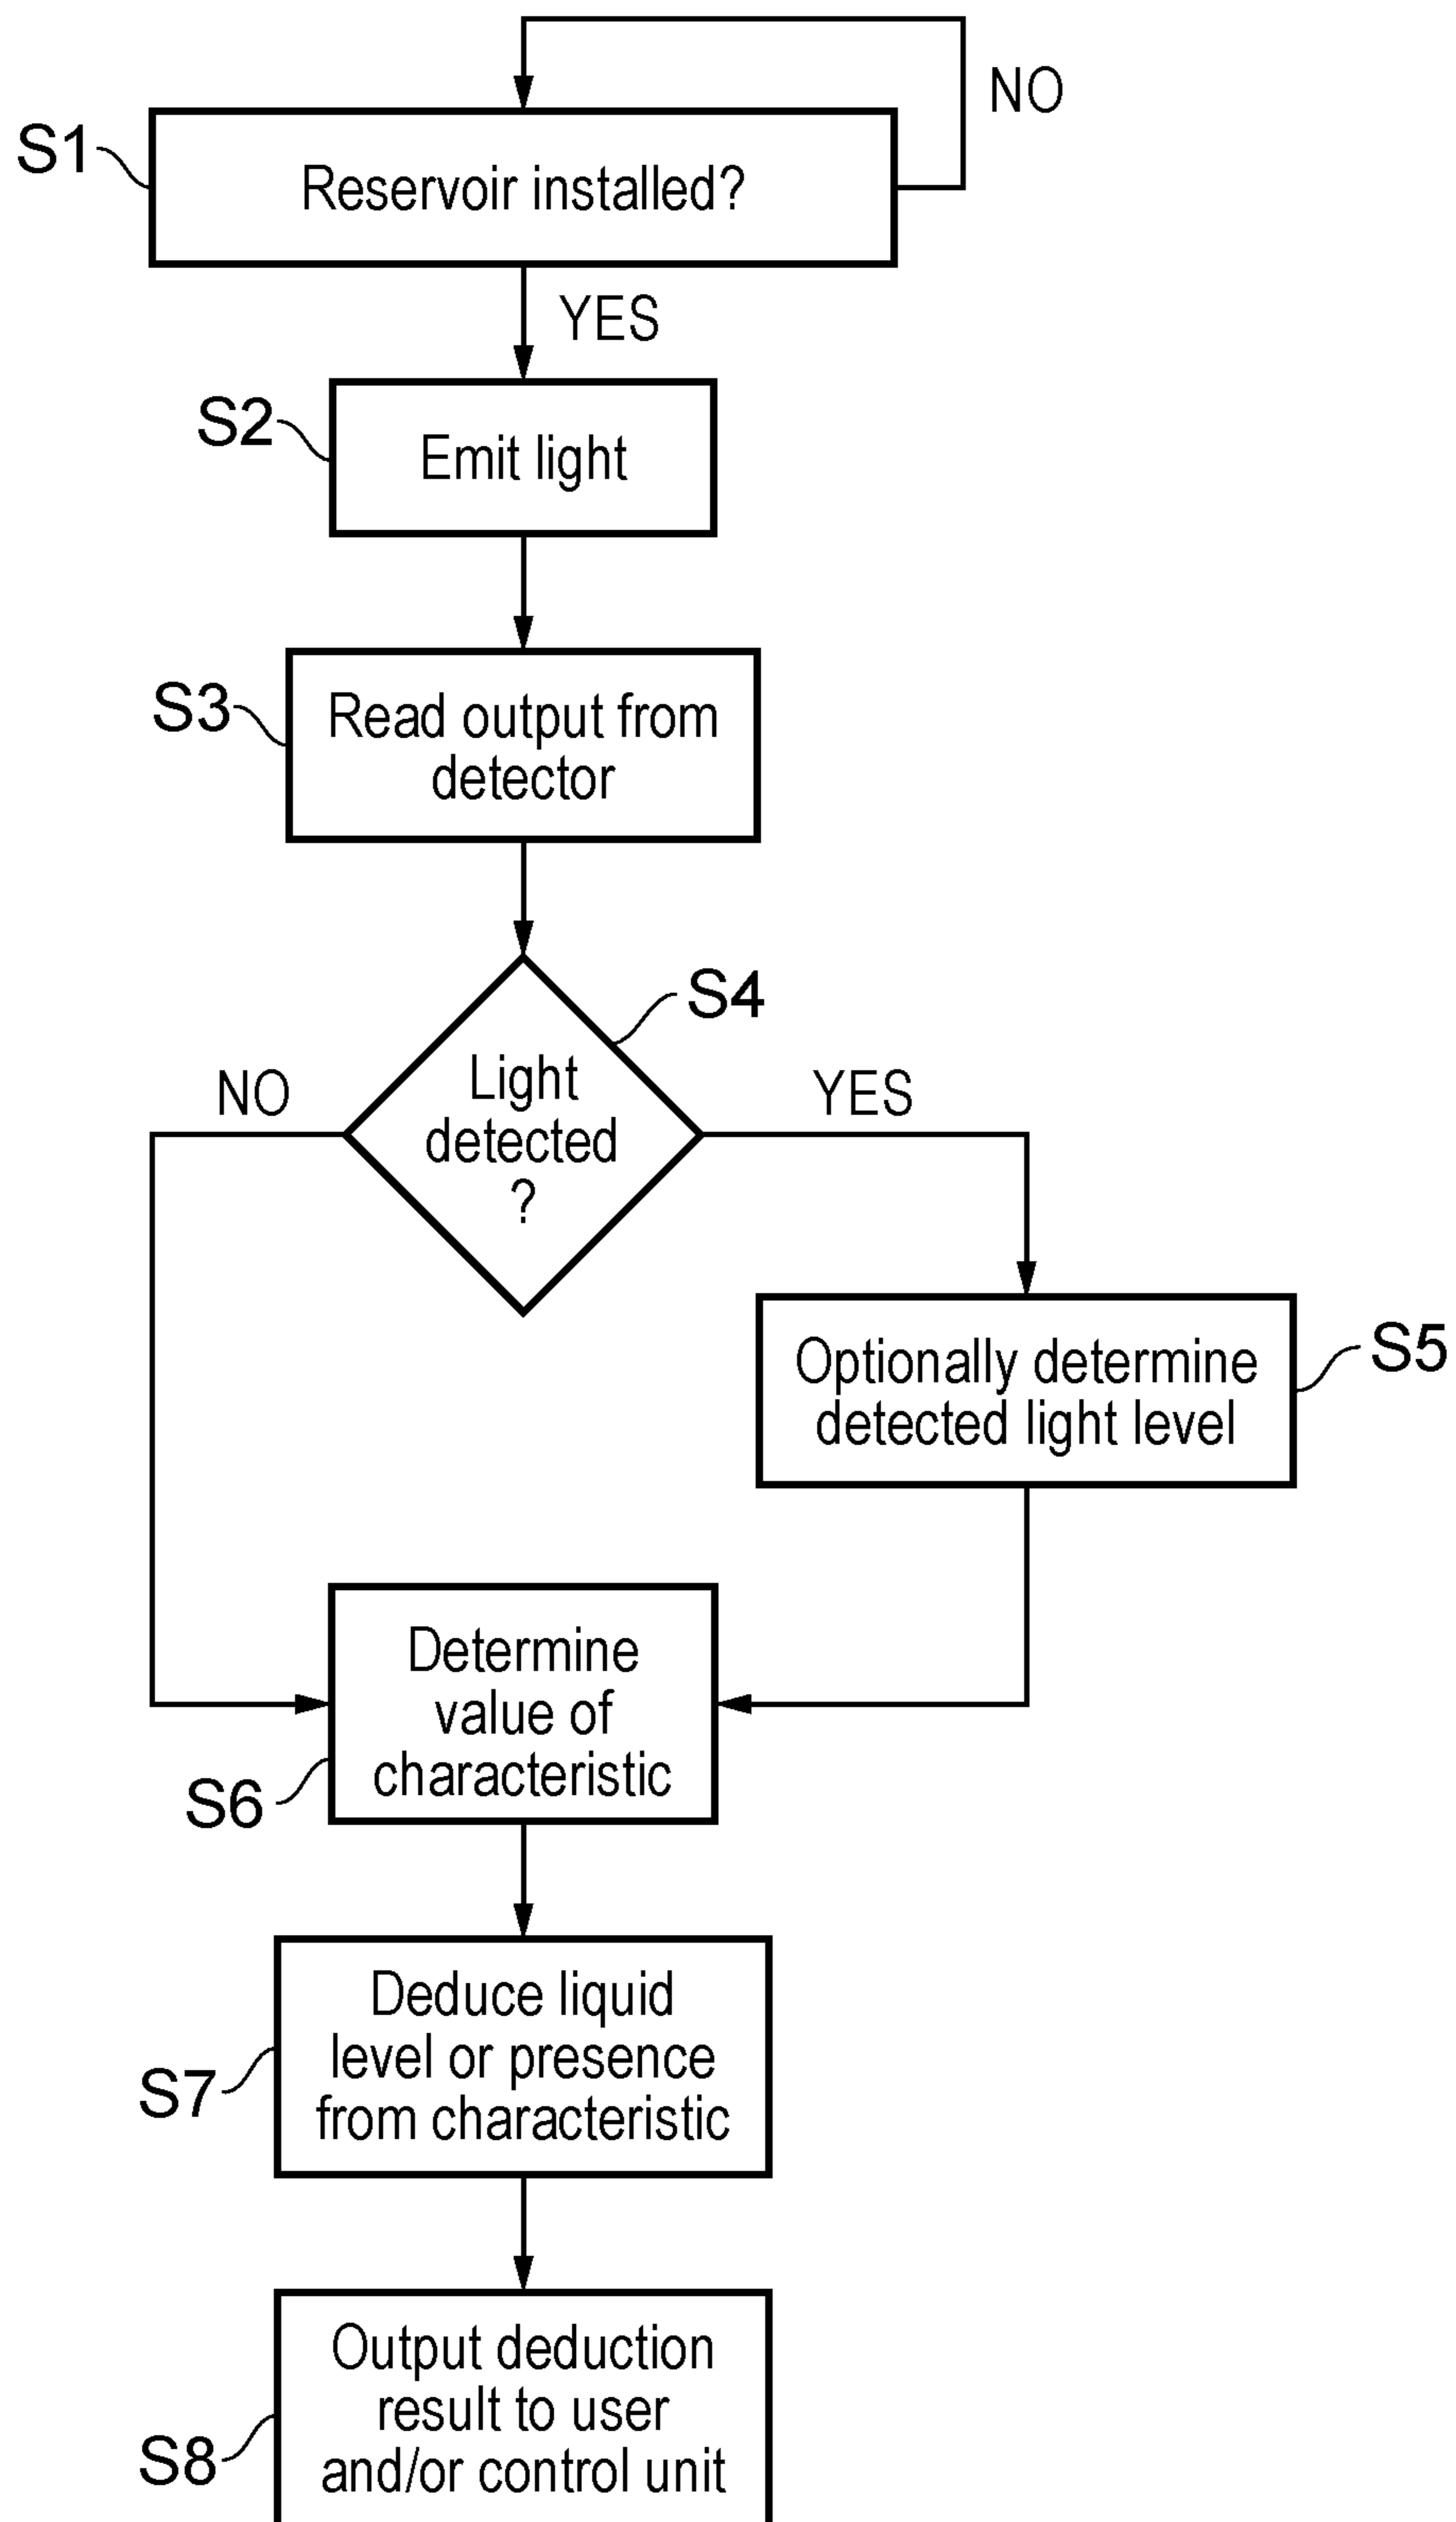 NO
S1
Reservoir installed?
YES
S2
Emit light
S3
Read output from
detector
S4
Light
detected
?
NO
YES
Optionally determine
detected light level
S5
Determine
value of
characteristic
S6
Deduce liquid
level or presence
from characteristic
S7
Output deduction
result to user
and/or control unit
S8